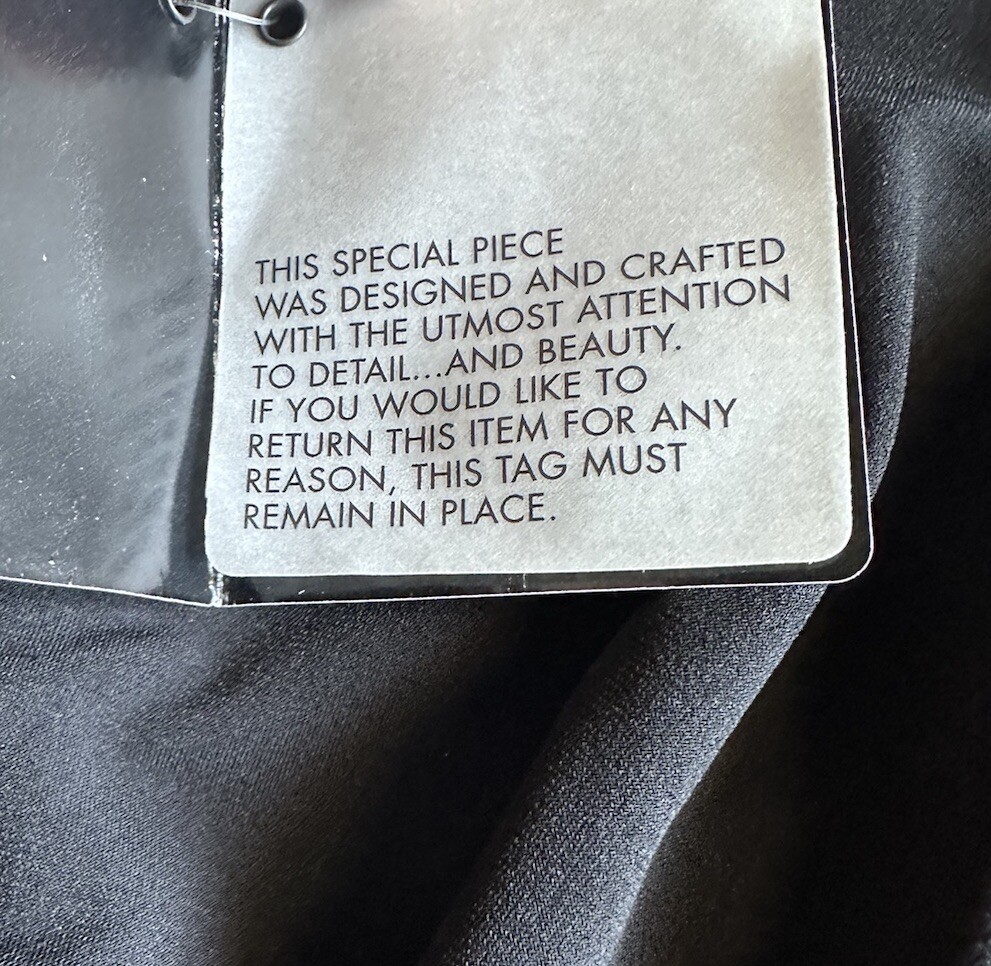 THIS SPECIAL PIECE
WAS DESIGNED AND CRAFTED
WITH THE UTMOST ATTENTION
TO DETAIL...AND BEAUTY.
IF YOU WOULD LIKE TO
RETURN THIS ITEM FOR ANY
REASON, THIS TAG MUST
REMAIN IN PLACE.